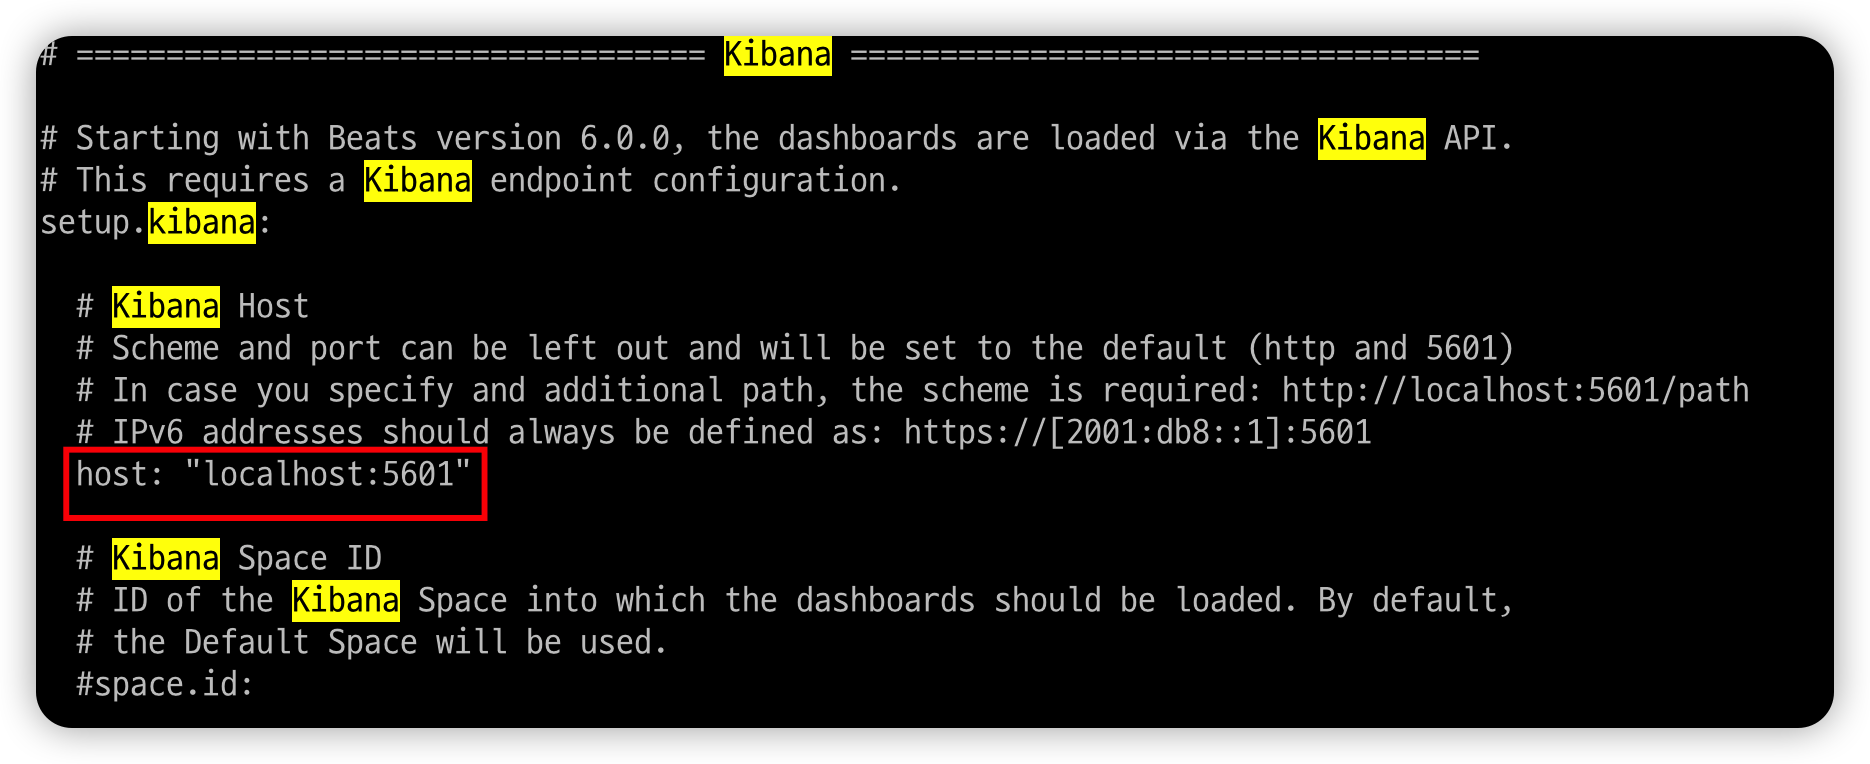 # =================================== Kibana ===================================
# Starting with Beats version 6.0.0, the dashboards are loaded via the Kibana API.
# This requires a Kibana endpoint configuration.
setup.kibana:
# Kibana Host
# Scheme and port can be left out and will be set to the default (http and 5601)
# In case you specify and additional path, the scheme is required: http://localhost:5601/path
# IPv6 addresses should always be defined as: https://[2001:db8::1]:5601
host: "localhost:5601"
# Kibana Space ID
# ID of the Kibana Space into which the dashboards should be loaded. By default,
# the Default Space will be used.
#space.id: